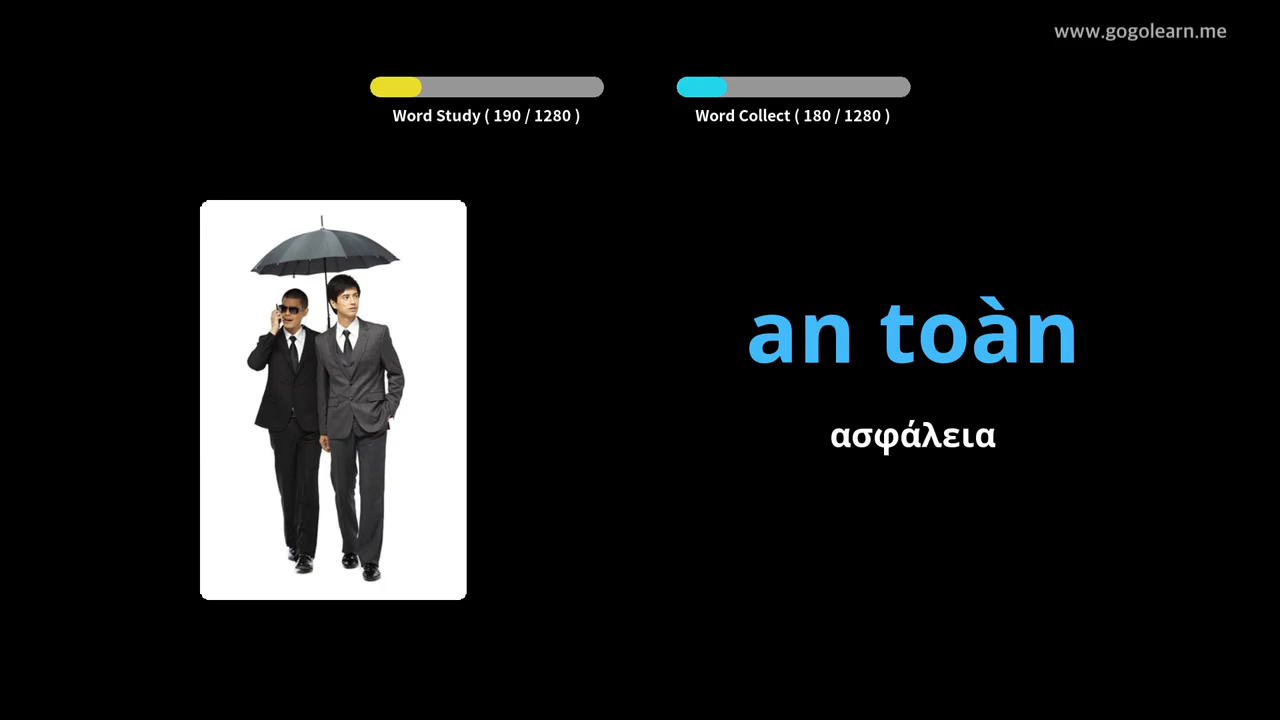 www.gogolearn.me
Word Study ( 190 / 1280 )
Word Collect ( 180 / 1280 )
an toàn
ασφάλεια